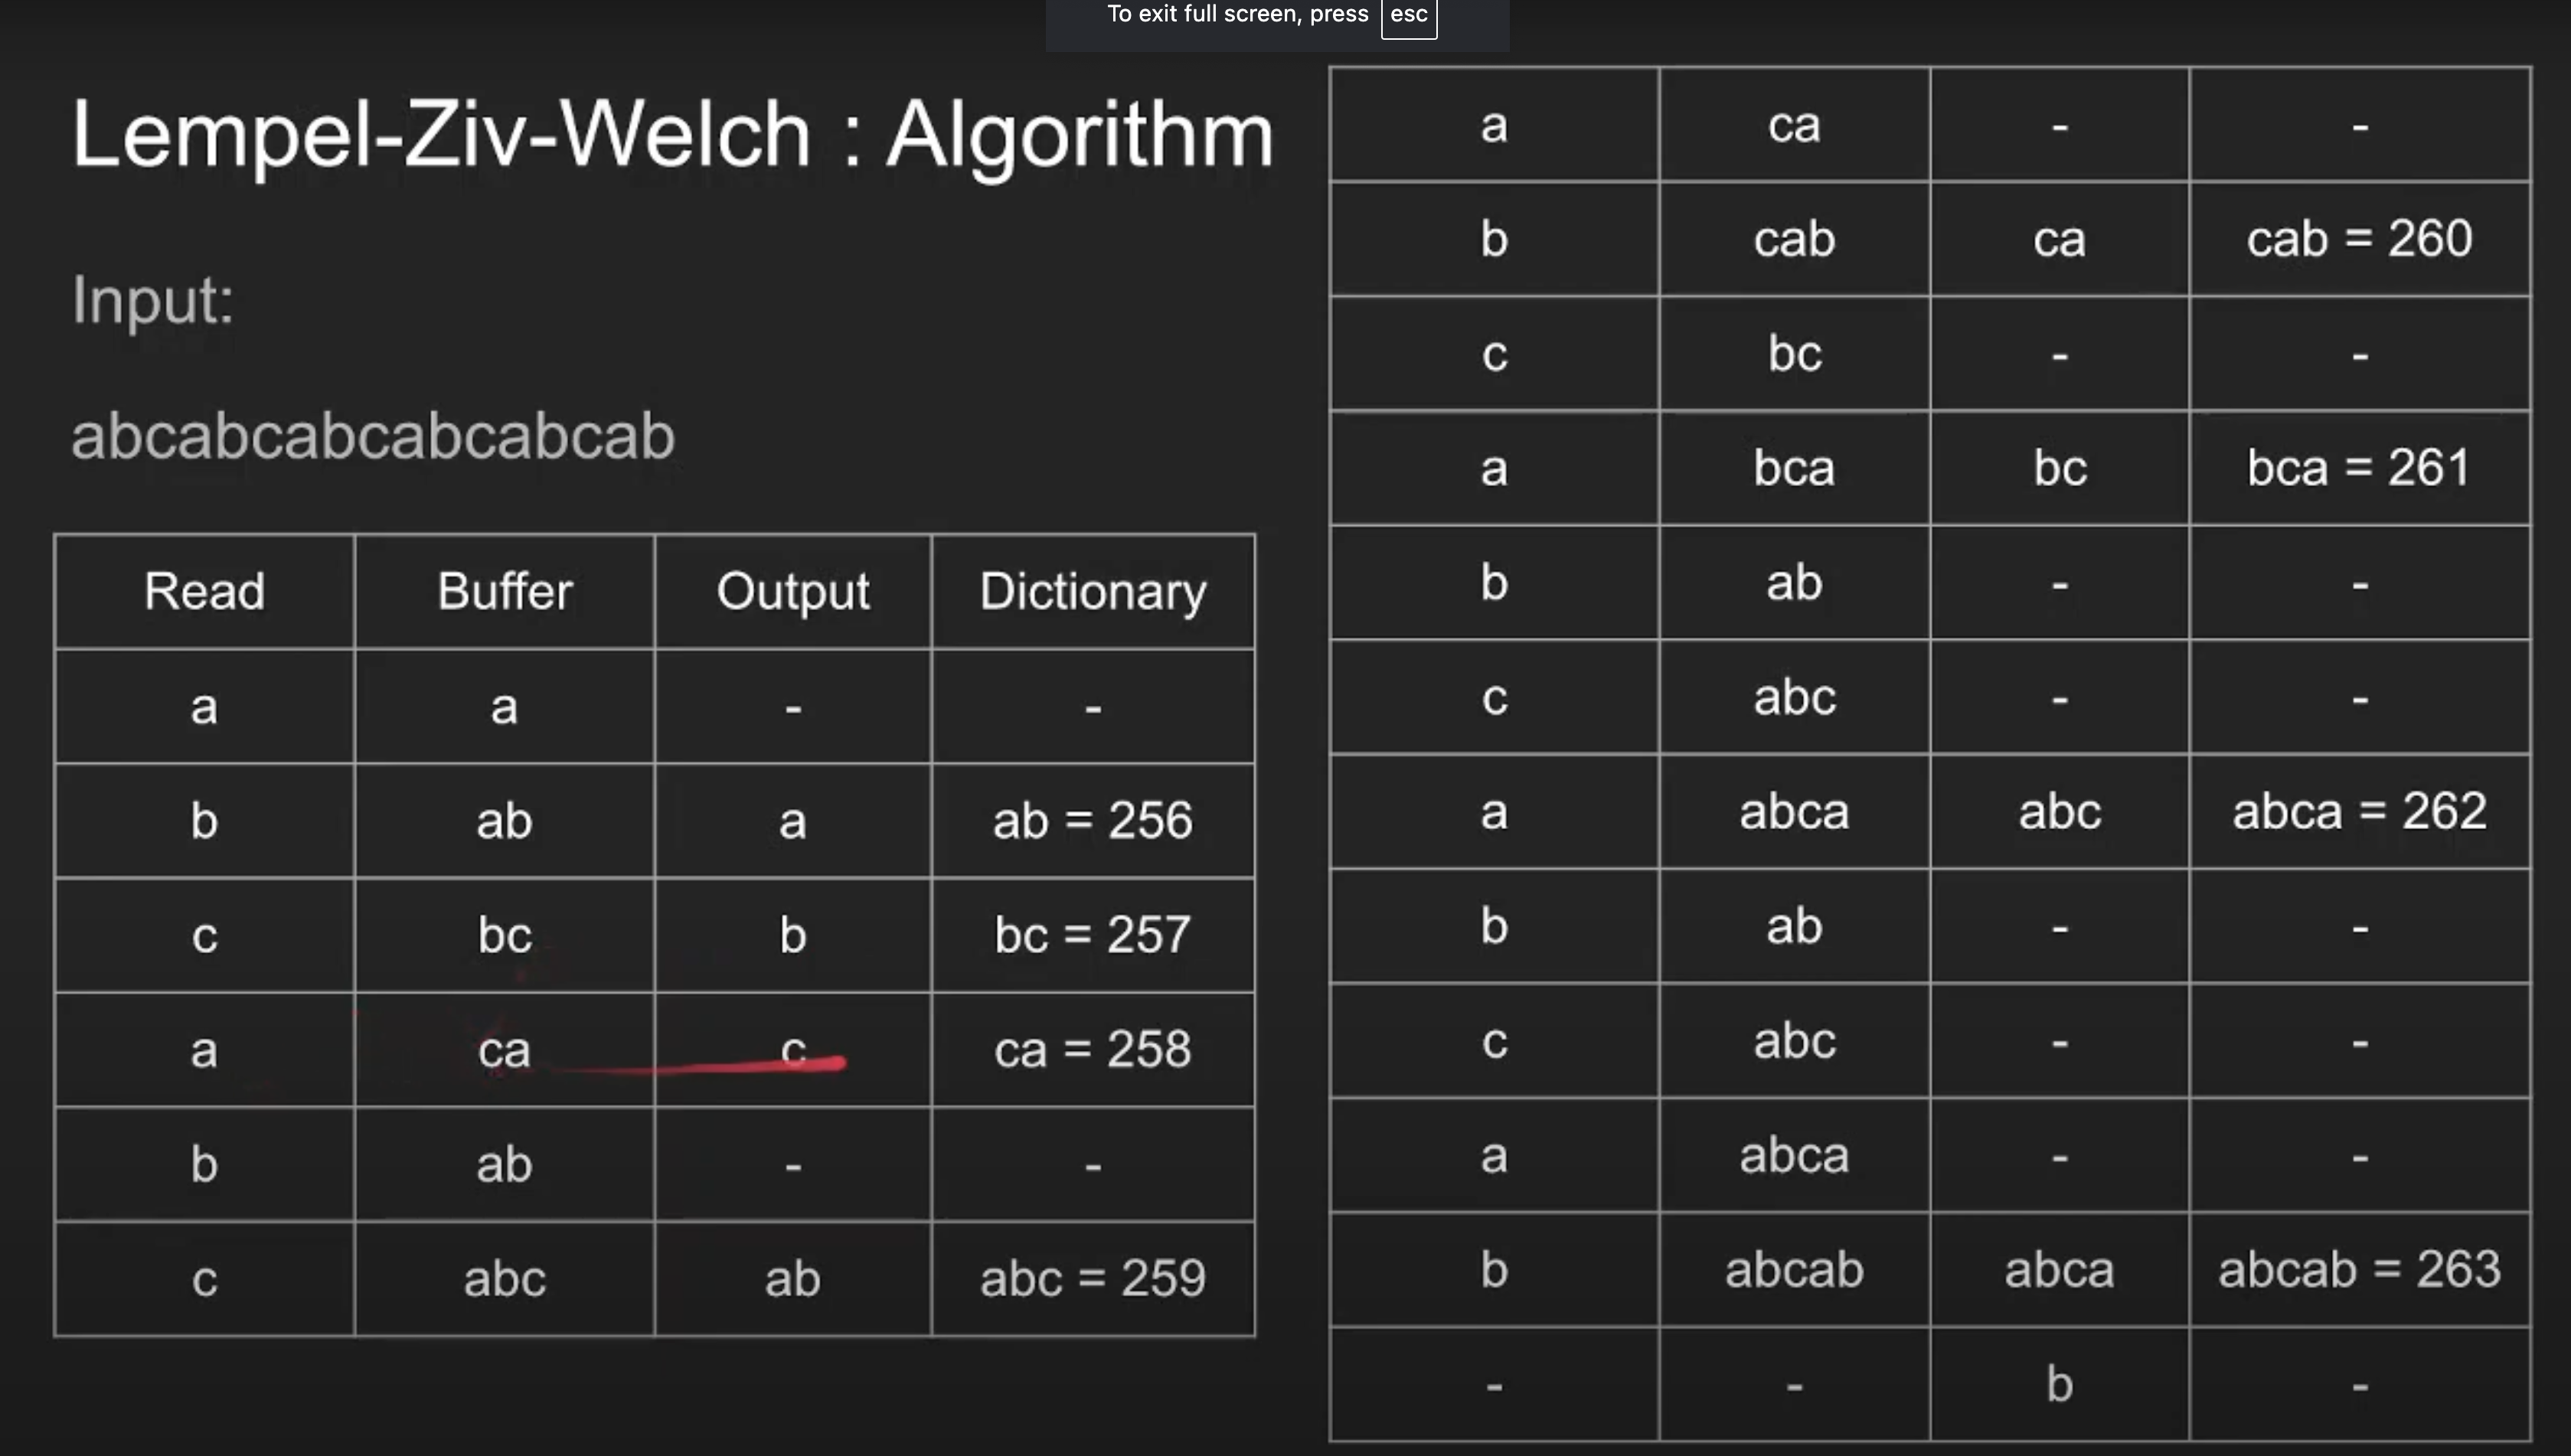 To exit full screen, press esc
Lempel-Ziv-Welch : Algorithm
Input:
abcabcabcabcabcabcab
Read Buffer Output Dictionary
a a - -
b ab a ab = 256
c bc b bc = 257
a ca c ca = 258
b ab - -
c abc ab abc = 259
a ca - -
b cab ca cab = 260
c bc - -
a bca bc bca = 261
b ab - -
c abc - -
a abca abc abca = 262
b ab - -
c abc - -
a abca - -
b abcab abca abcab = 263
- - b -